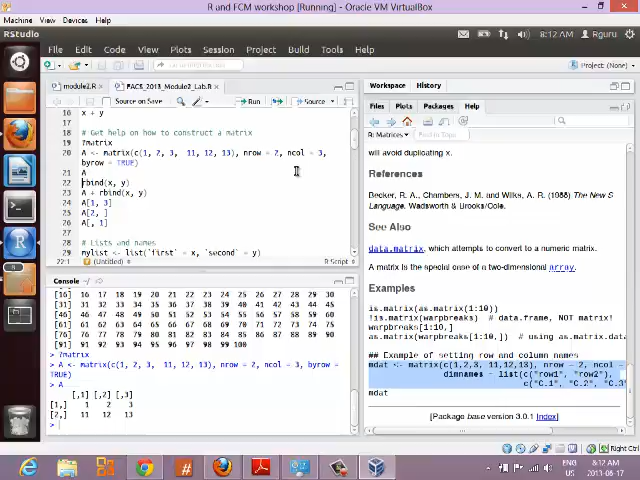 R and FCM workshop [Running] - Oracle VM VirtualBox
Machine View Devices Help
RStudio
File Edit Code View Plots Session Project Build Tools Help
8:12 AM Rguru
Project: (None)
module2.R
FACS_2013_Module2_Lab.R
Source on Save
Run
Source
16 x + y
17
18 # Get help on how to construct a matrix
19 ?matrix
20 A <- matrix(c(1, 2, 3, 11, 12, 13), nrow = 2, ncol = 3,
byrow = TRUE)
21 A
22 rbind(x, y)
23 A + rbind(x, y)
24 A[1, 3]
25 A[2, ]
26 A[, 1]
27
28 # Lists and names
29 mylist <- list(`first` = x, `second` = y)
22:1 (Untitled) R Script
Console
[16] 16 17 18 19 20 21 22 23 24 25 26 27 28 29 30
[31] 31 32 33 34 35 36 37 38 39 40 41 42 43 44 45
[46] 46 47 48 49 50 51 52 53 54 55 56 57 58 59 60
[61] 61 62 63 64 65 66 67 68 69 70 71 72 73 74 75
[76] 76 77 78 79 80 81 82 83 84 85 86 87 88 89 90
[91] 91 92 93 94 95 96 97 98 99 100
> ?matrix
> A <- matrix(c(1, 2, 3, 11, 12, 13), nrow = 2, ncol = 3, byrow =
TRUE)
> A
[,1] [,2] [,3]
[1,] 1 2 3
[2,] 11 12 13
>
Workspace History
Files Plots Packages Help
R: Matrices Find in Topic
will avoid duplicating x.
References
Becker, R. A., Chambers, J. M. and Wilks, A. R. (1988) The New S
Language. Wadsworth & Brooks/Cole.
See Also
data.matrix, which attempts to convert to a numeric matrix.
A matrix is the special case of a two-dimensional array.
Examples
is.matrix(as.matrix(1:10))
!is.matrix(warpbreaks) # data.frame, NOT matrix!
warpbreaks[1:10,]
as.matrix(warpbreaks[1:10,]) # using as.matrix.data
## Example of setting row and column names
mdat <- matrix(c(1,2,3, 11,12,13), nrow = 2, ncol =
dimnames = list(c("row1", "row2"),
c("C.1", "C.2", "C.3"
mdat
[Package base version 3.0.1 Index]
Right Ctrl
8:12 AM
2013-06-17